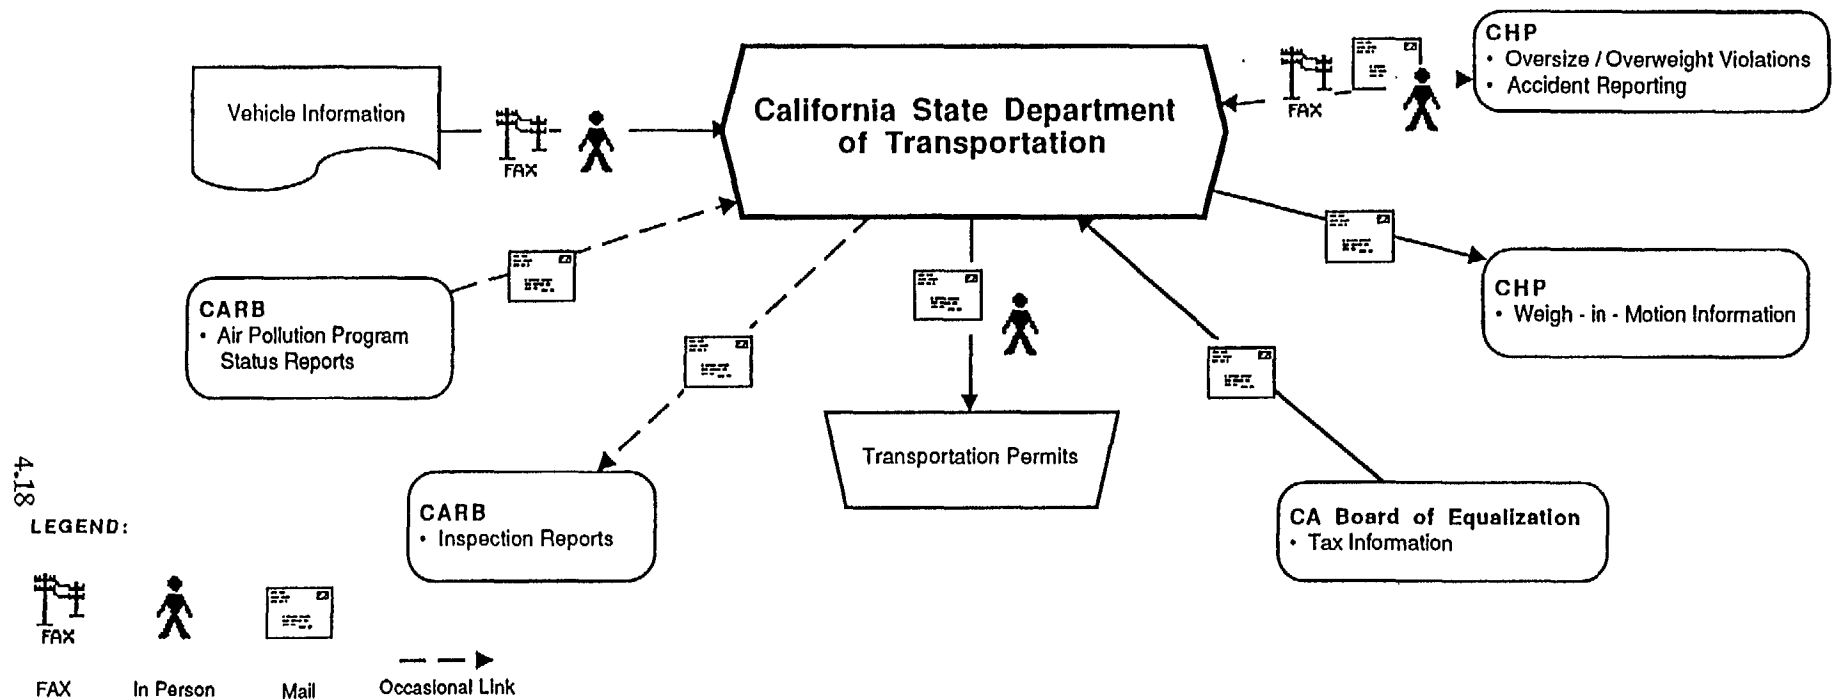 CHP
• Oversize / Overweight Violations
• Accident Reporting
FAX
California State Department
of Transportation
Vehicle Information
FAX
CARB
• Air Pollution Program
Status Reports
CHP
• Weigh - in - Motion Information
Transportation Permits
CARB
• Inspection Reports
CA Board of Equalization
• Tax Information
4.18
LEGEND:
FAX
FAX
In Person
Mail
Occasional Link